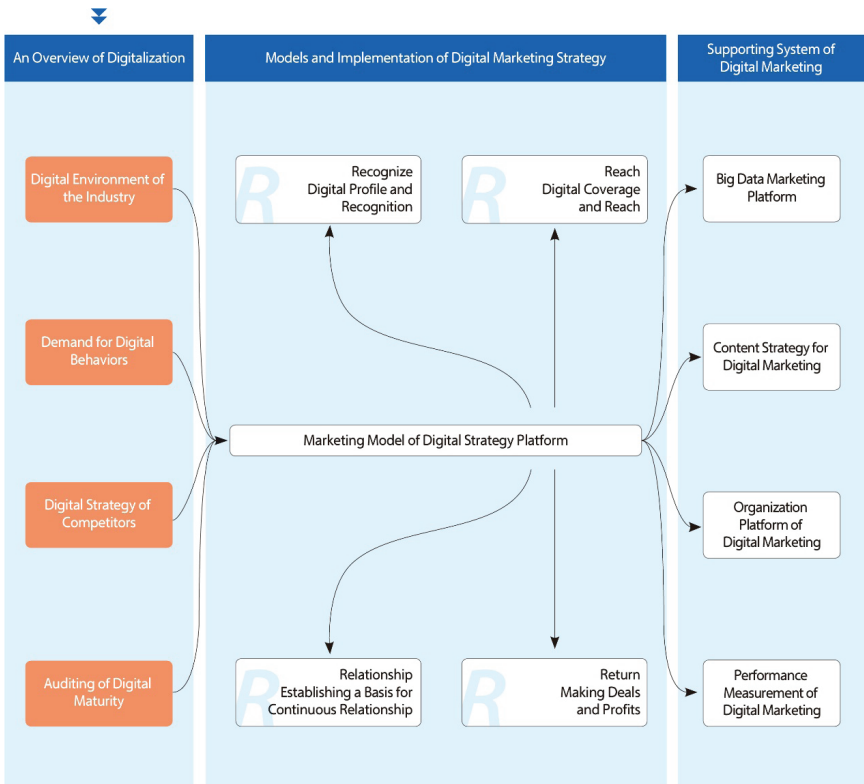 An Overview of Digitalization
Models and Implementation of Digital Marketing Strategy
Supporting System of
Digital Marketing
Digital Environment of
the Industry
Demand for Digital
Behaviors
Digital Strategy of
Competitors
Auditing of Digital
Maturity
R
Recognize
Digital Profile and
Recognition
R
Reach
Digital Coverage
and Reach
Marketing Model of Digital Strategy Platform
R
Relationship
Establishing a Basis for
Continuous Relationship
R
Return
Making Deals
and Profits
Big Data Marketing
Platform
Content Strategy for
Digital Marketing
Organization
Platform of
Digital Marketing
Performance
Measurement of
Digital Marketing